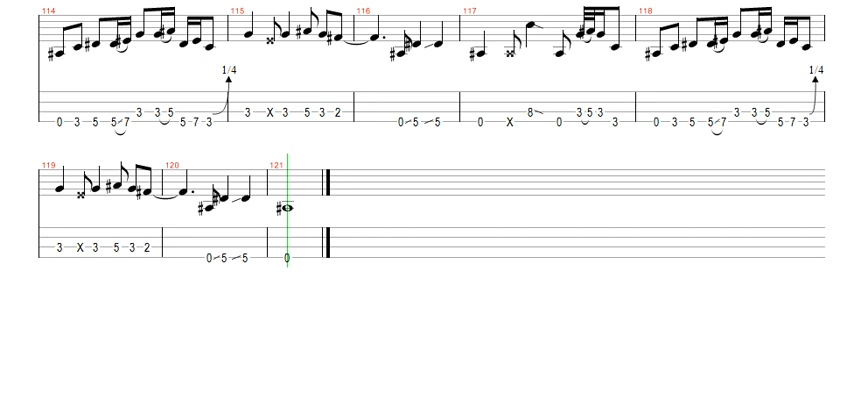 114 115 116 117 118
1/4 1/4
3 3 5 3 X 3 5 3 2 8 3 5 3 3 3 5
0 3 5 5 7 5 7 3 0 5 5 0 X 0 3 0 3 5 5 7 5 7 3
119 120 121
3 X 3 5 3 2
0 5 5 0